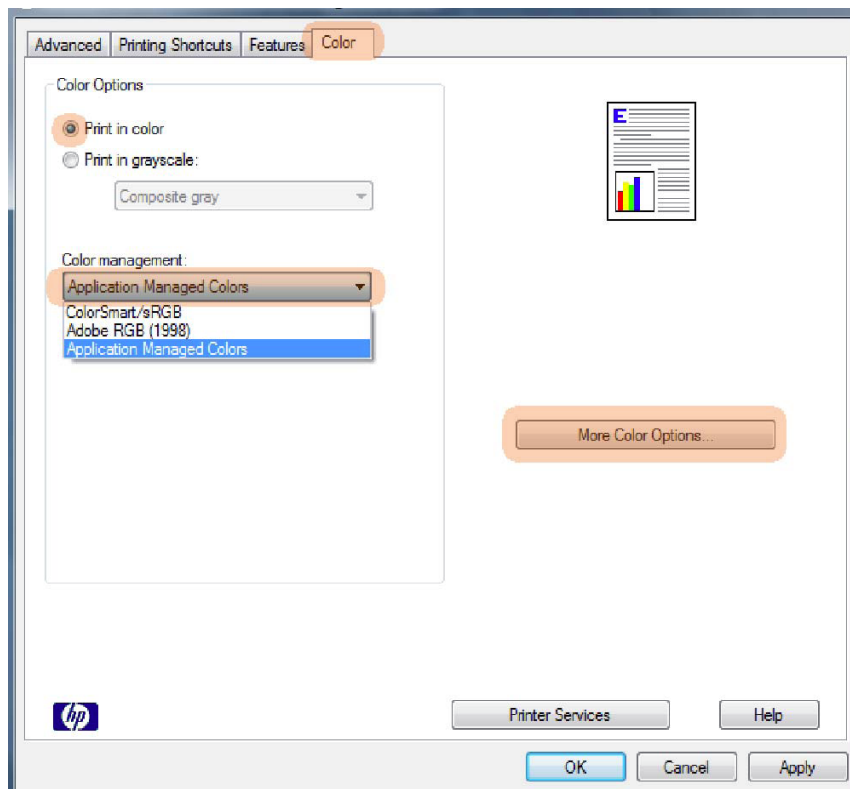 Advanced Printing Shortcuts Features Color
Color Options
Print in color
Print in grayscale:
Composite gray
Color management:
Application Managed Colors
ColorSmart/sRGB
Adobe RGB (1998)
Application Managed Colors
E
More Color Options...
hp
Printer Services Help
OK Cancel Apply